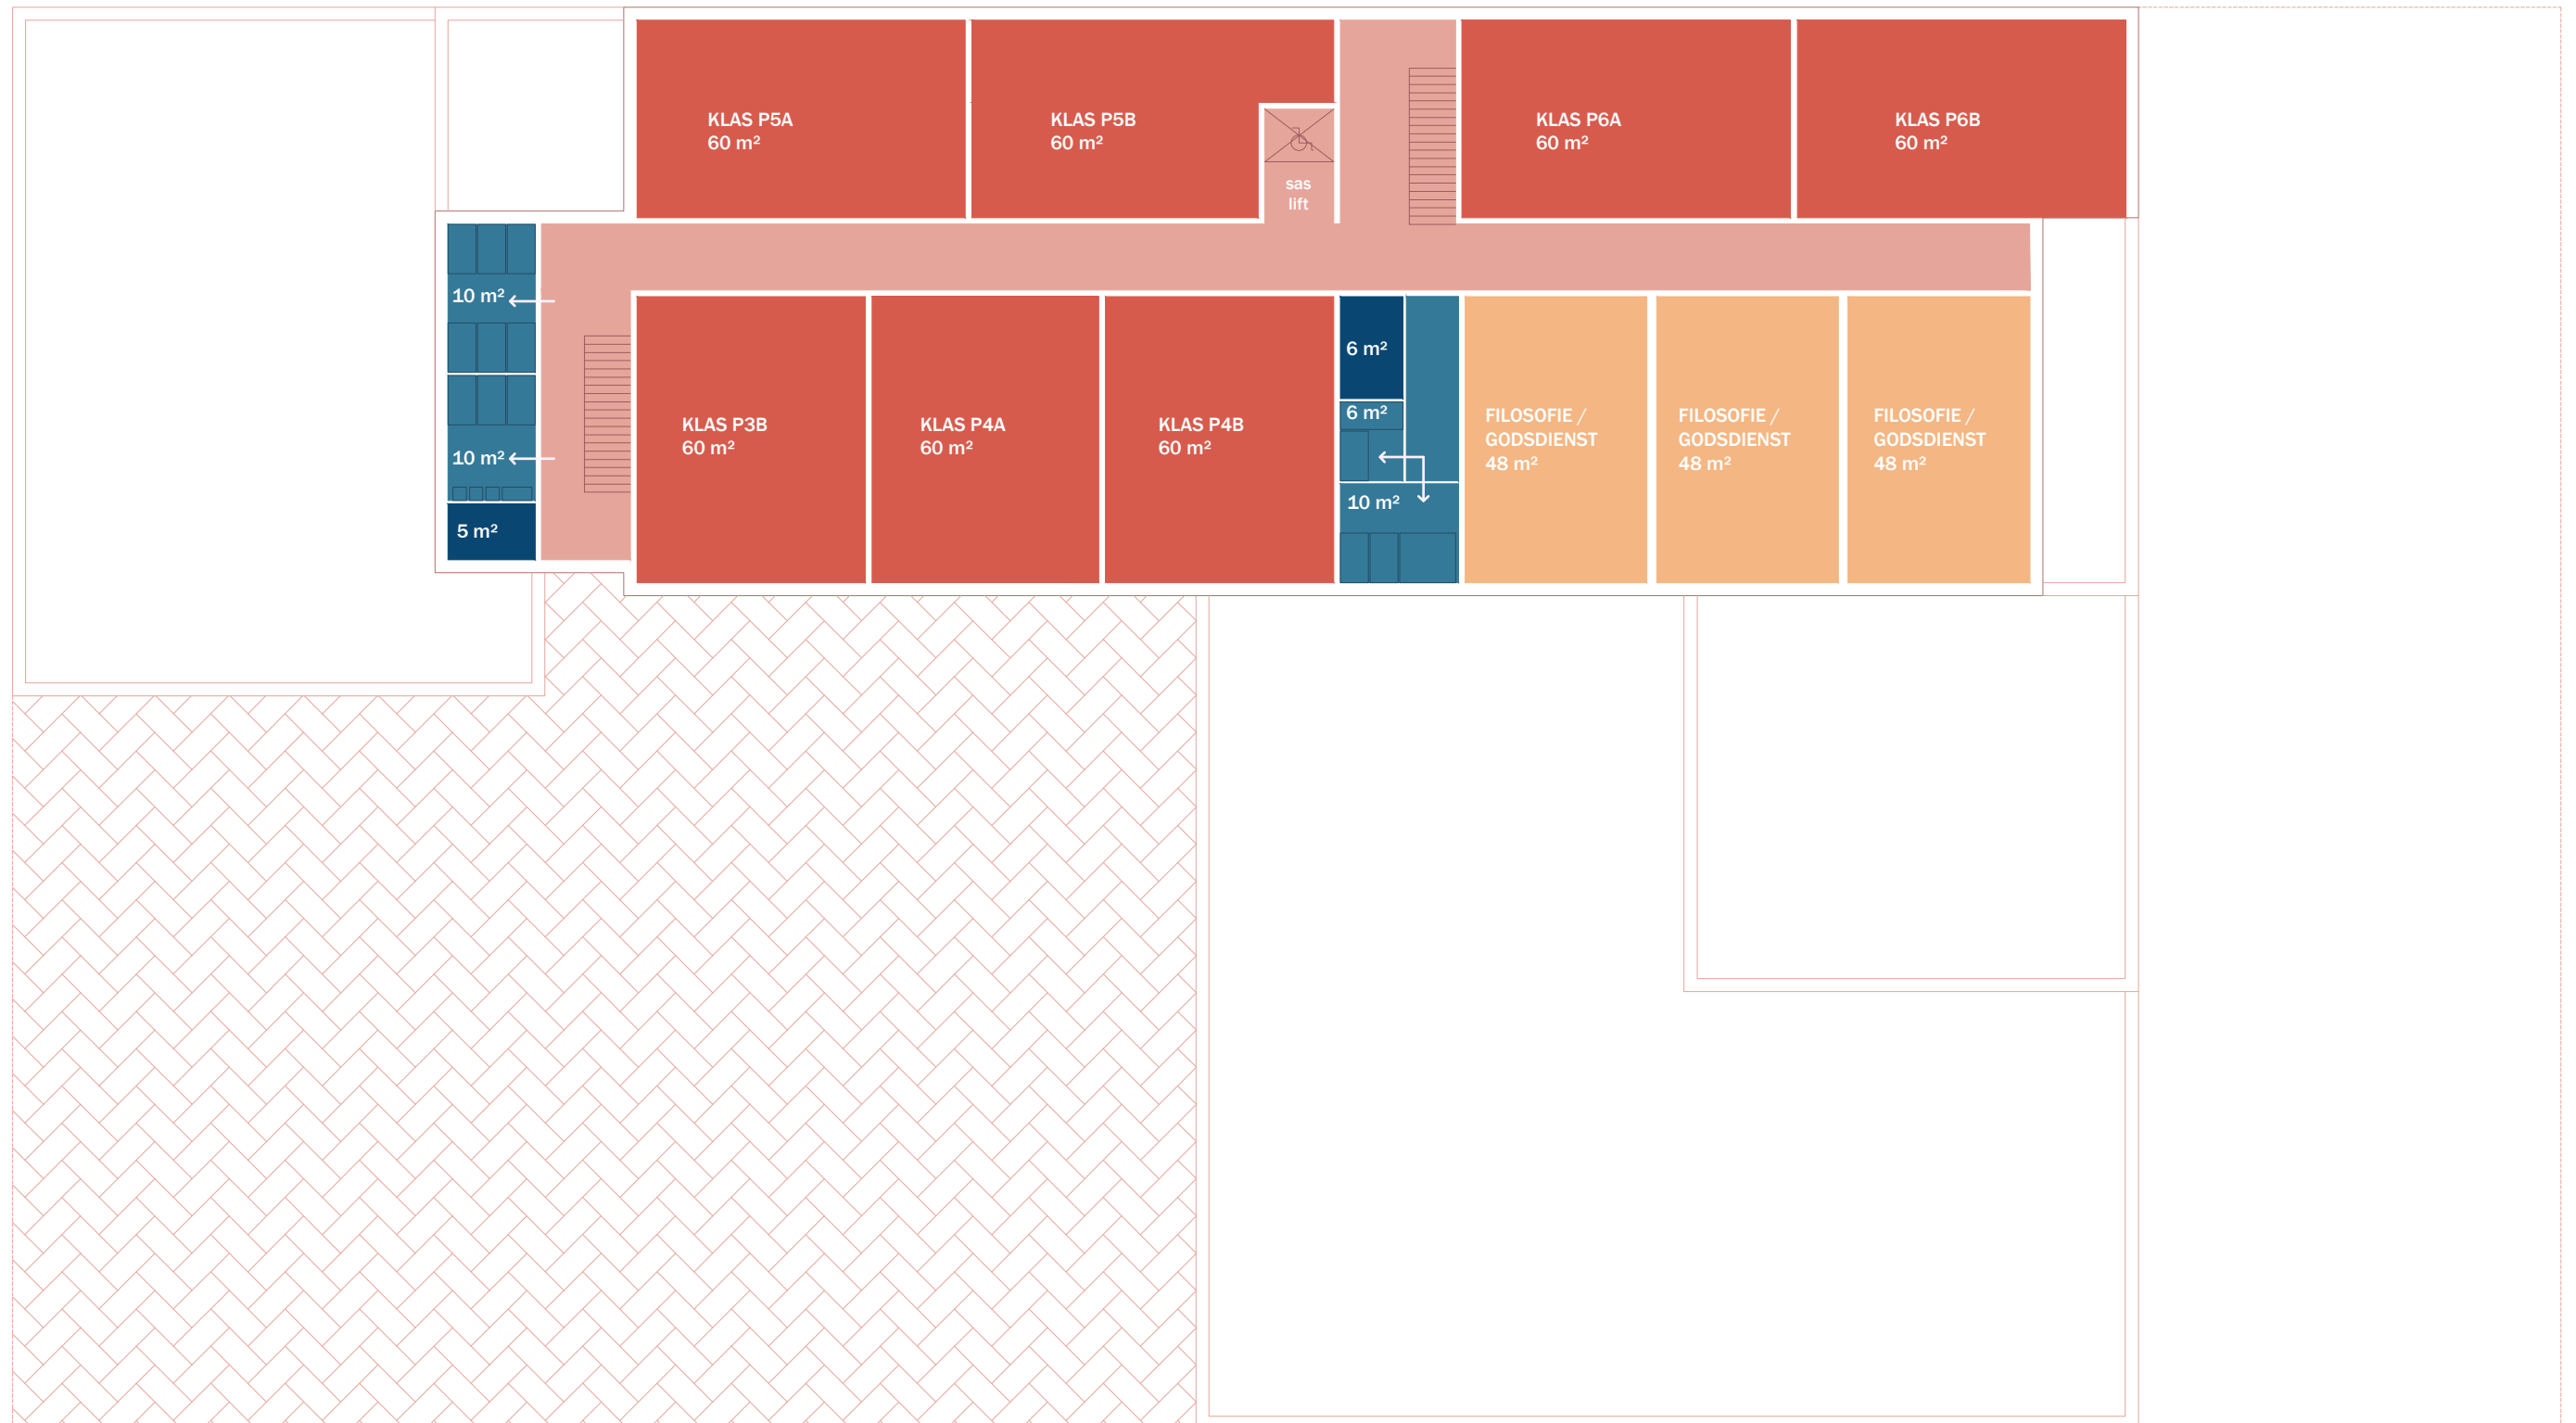 KLAS P5A
60 m²
KLAS P5B
60 m²
sas
lift
KLAS P6A
60 m²
KLAS P6B
60 m²
10 m²
10 m²
5 m²
KLAS P3B
60 m²
KLAS P4A
60 m²
KLAS P4B
60 m²
6 m²
6 m²
10 m²
FILOSOFIE /
GODSDIENST
48 m²
FILOSOFIE /
GODSDIENST
48 m²
FILOSOFIE /
GODSDIENST
48 m²